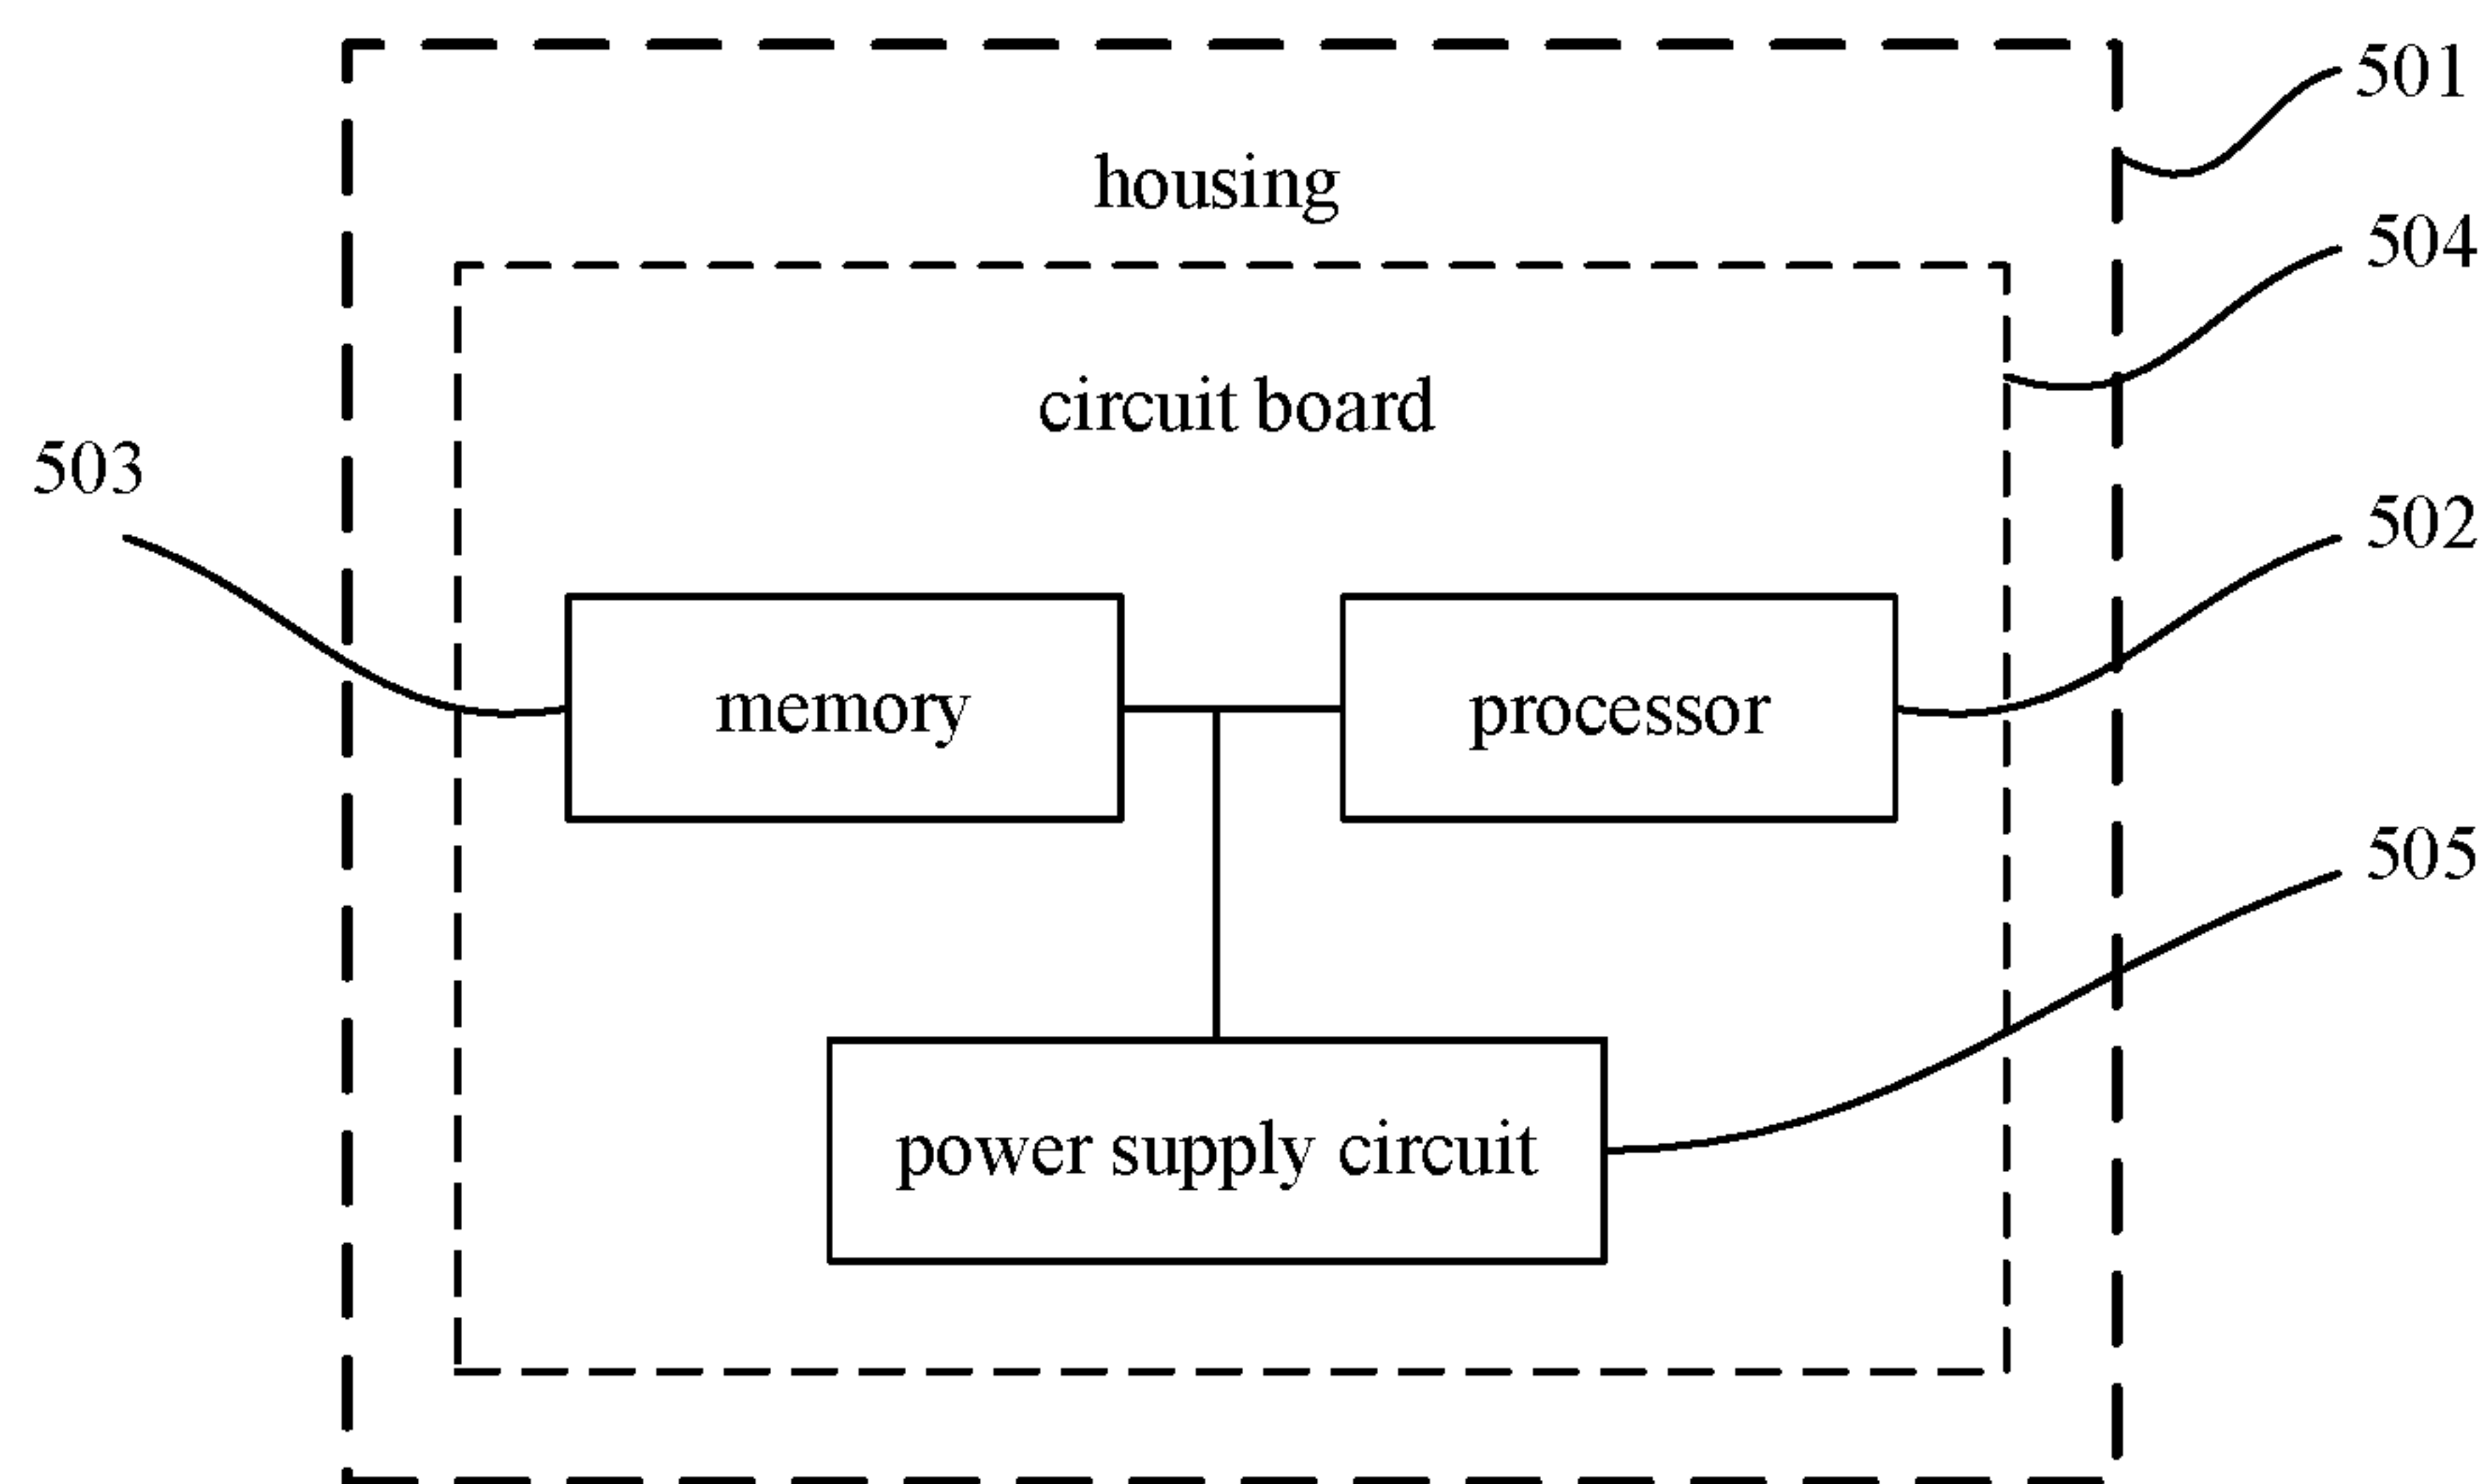 501
housing
504
circuit board
503
502
memory
processor
505
power supply circuit